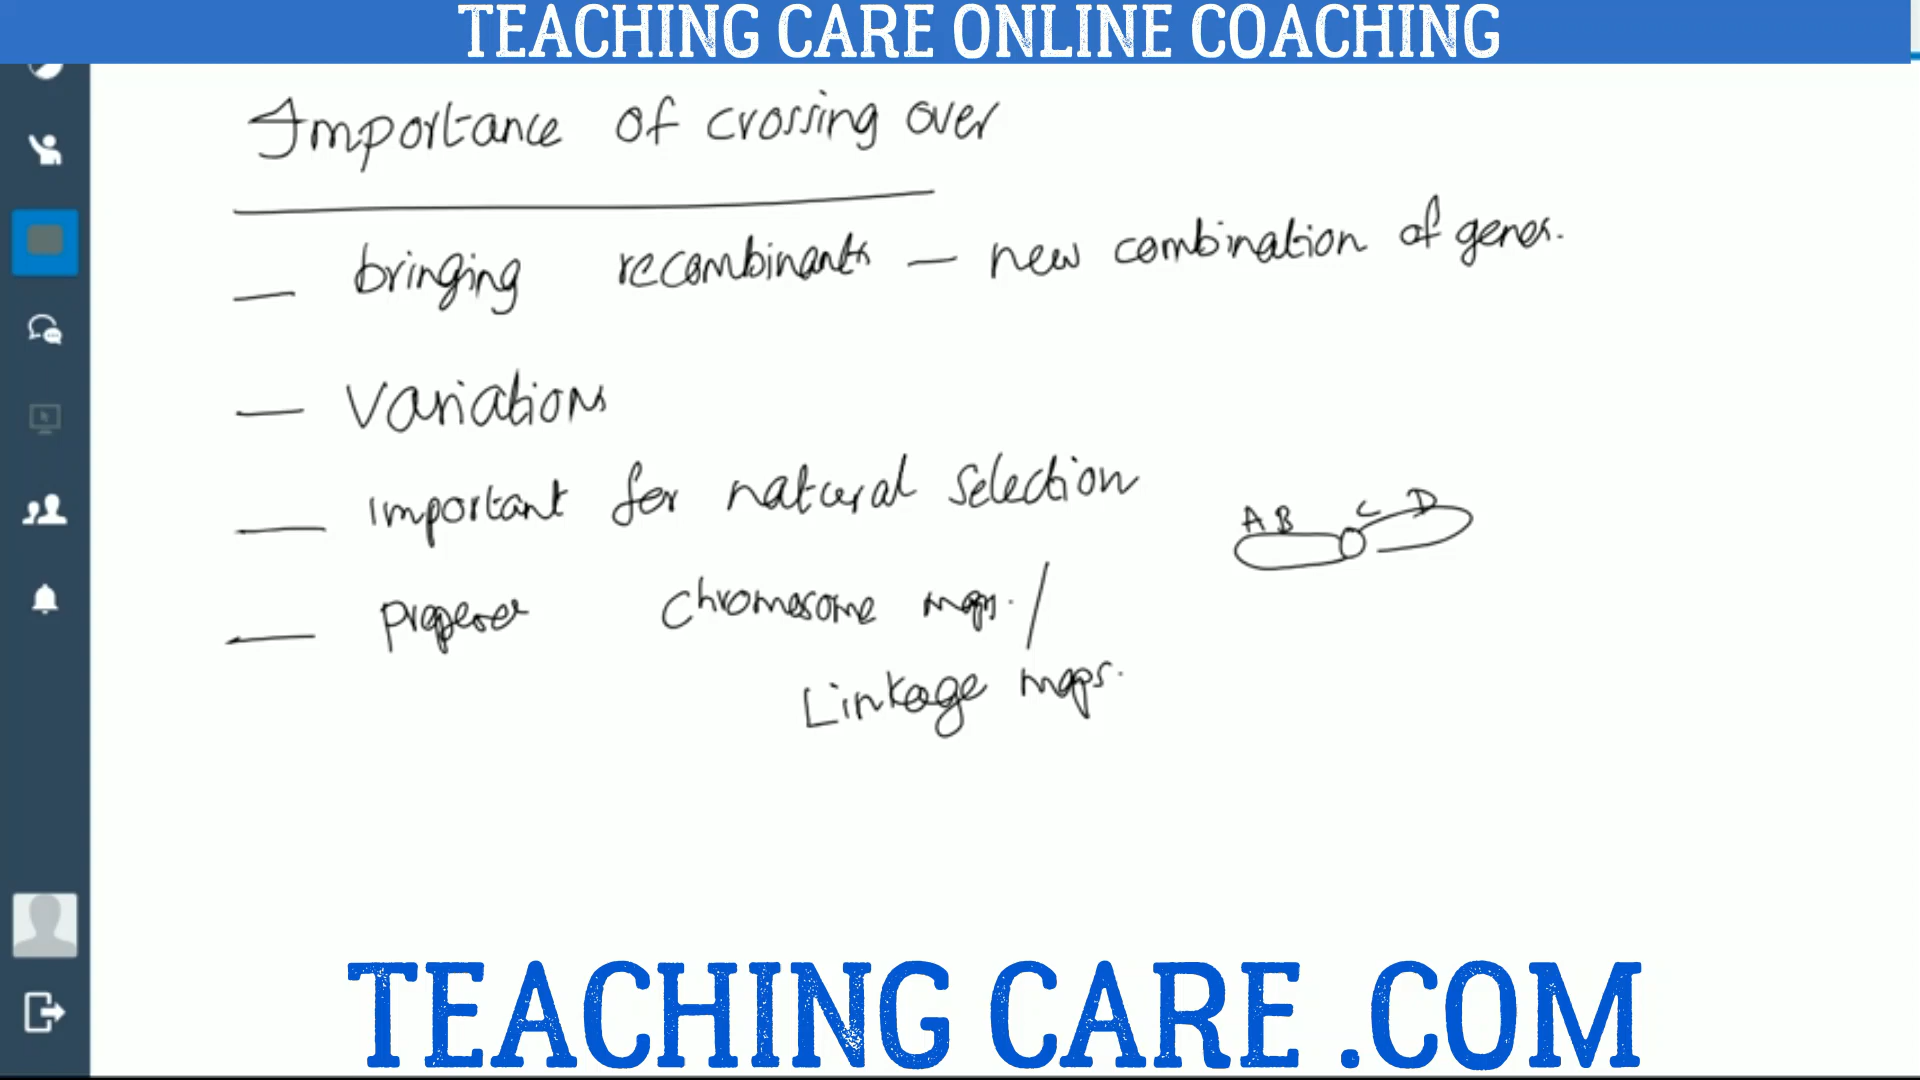 TEACHING CARE ONLINE COACHING
Importance of crossing over
— bringing recombinants — new combination of genes.
— Variations
— important for natural selection
A B C D
— chromosome maps. /
Linkage maps.
TEACHING CARE .COM